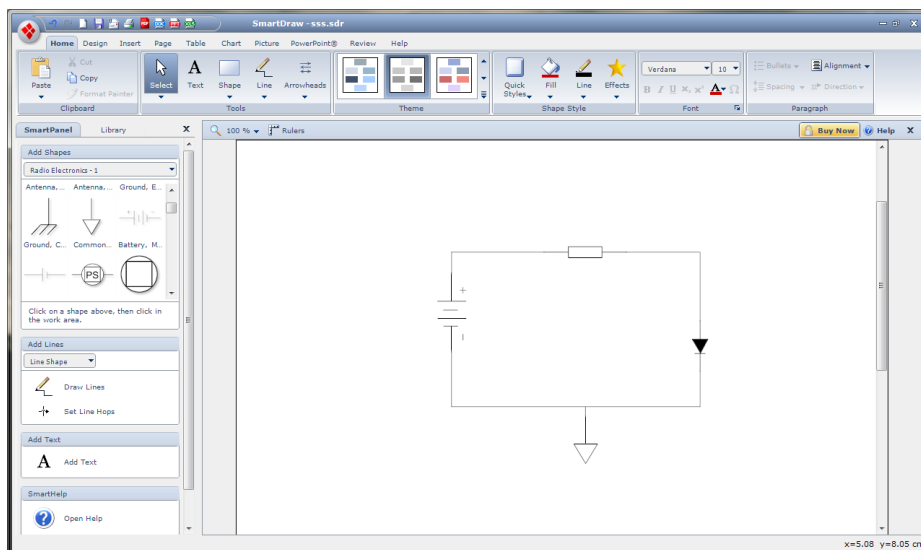 SmartDraw - sss.sdr
Home Design Insert Page Table Chart Picture PowerPoint® Review Help
Paste
Cut
Copy
Format Painter
Clipboard
Select
Text
Shape
Line
Arrowheads
Tools
Theme
Quick
Styles
Fill
Line
Effects
Shape Style
Verdana 10
B I U X, X² A Ω
Font
Bullets Alignment
Spacing Direction
Paragraph
SmartPanel Library X
100 % Rulers
Buy Now Help X
Add Shapes
Radio Electronics - 1
Antenna, ... Antenna, ... Ground, E...
Ground, C... Common... Battery, M...
PS
Click on a shape above, then click in
the work area.
Add Lines
Line Shape
Draw Lines
Set Line Hops
Add Text
A Add Text
SmartHelp
Open Help
x=5.08 y=8.05 cm